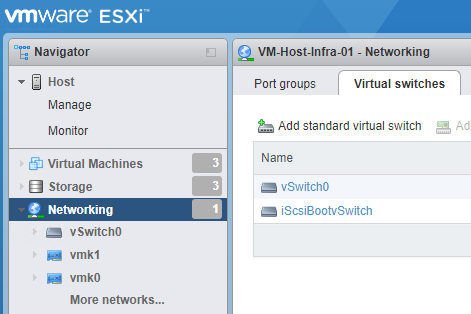 vmware ESXi™
Navigator
Host
Manage
Monitor
Virtual Machines 3
Storage 3
Networking 1
vSwitch0
vmk1
vmk0
More networks...
VM-Host-Infra-01 - Networking
Port groups Virtual switches
Add standard virtual switch Ad
Name
vSwitch0
iScsiBootvSwitch